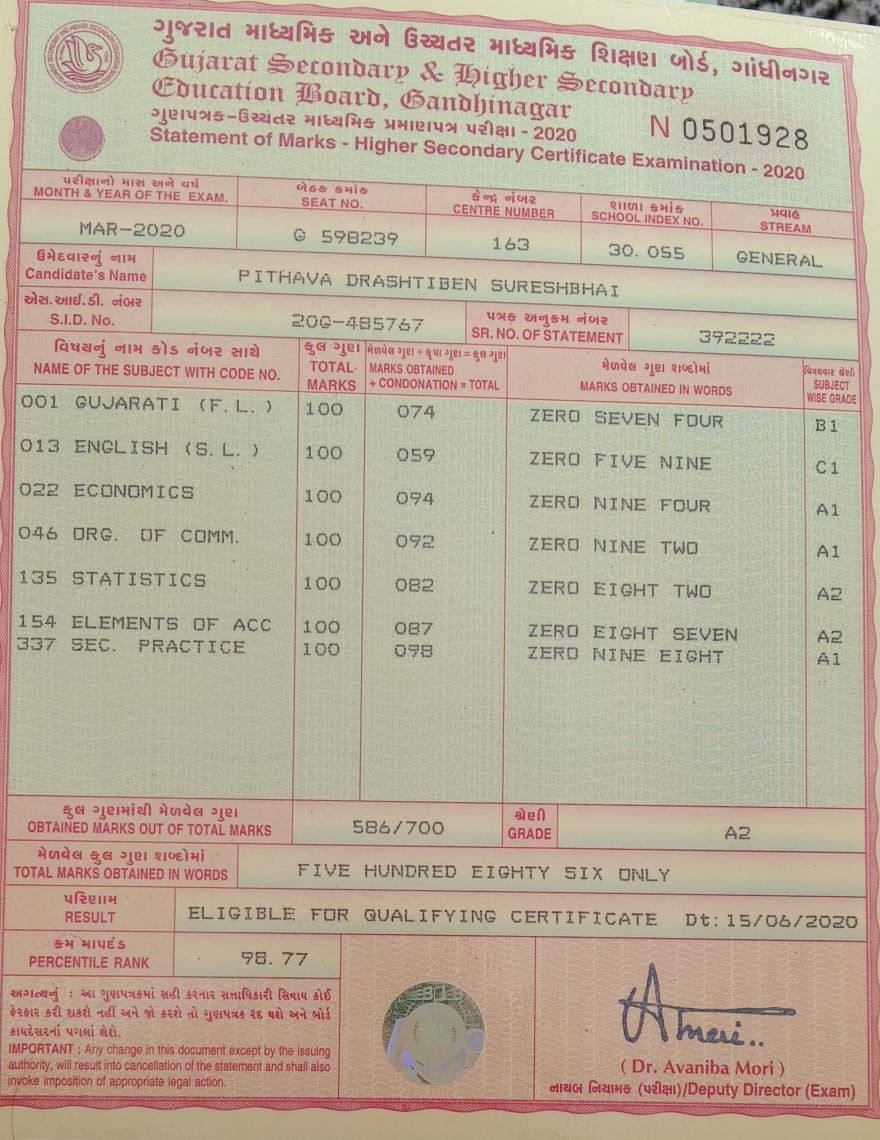 ગુજરાત માધ્યમિક અને ઉચ્ચતર માધ્યમિક શિક્ષણ બોર્ડ, ગાંધીનગર
Gujarat Secondary & Higher Secondary
Education Board, Gandhinagar
ગુણપત્રક-ઉચ્ચતર માધ્યમિક પ્રમાણપત્ર પરીક્ષા - 2020
N 0501928
Statement of Marks - Higher Secondary Certificate Examination - 2020
પરીક્ષાનો માસ અને વર્ષ બેઠક ક્રમાંક કેન્દ્ર નંબર શાળા ક્રમાંક પ્રવાહ
MONTH & YEAR OF THE EXAM. SEAT NO. CENTRE NUMBER SCHOOL INDEX NO. STREAM
MAR-2020 G 598239 163 30. 055 GENERAL
ઉમેદવારનું નામ
Candidate's Name PITHAVA DRASHTIBEN SURESHBHAI
એસ.આઈ.ડી. નંબર પત્રક અનુક્રમ નંબર
S.I.D. No. 20G-485767 SR. NO. OF STATEMENT 392222
વિષયનું નામ કોડ નંબર સાથે કુલ ગુણ મેળવેલ ગુણ + કૃપા ગુણ = કુલ ગુણ મેળવેલ ગુણ શબ્દોમાં વિષયવાર શ્રેણી
NAME OF THE SUBJECT WITH CODE NO. TOTAL MARKS MARKS OBTAINED + CONDONATION = TOTAL MARKS OBTAINED IN WORDS SUBJECT WISE GRADE
001 GUJARATI (F. L. ) 100 074 ZERO SEVEN FOUR B1
013 ENGLISH (S. L. ) 100 059 ZERO FIVE NINE C1
022 ECONOMICS 100 094 ZERO NINE FOUR A1
046 ORG. OF COMM. 100 092 ZERO NINE TWO A1
135 STATISTICS 100 082 ZERO EIGHT TWO A2
154 ELEMENTS OF ACC 100 087 ZERO EIGHT SEVEN A2
337 SEC. PRACTICE 100 098 ZERO NINE EIGHT A1
કુલ ગુણમાંથી મેળવેલ ગુણ શ્રેણી
OBTAINED MARKS OUT OF TOTAL MARKS 586/700 GRADE A2
મેળવેલ કુલ ગુણ શબ્દોમાં
TOTAL MARKS OBTAINED IN WORDS FIVE HUNDRED EIGHTY SIX ONLY
પરિણામ
RESULT ELIGIBLE FOR QUALIFYING CERTIFICATE Dt: 15/06/2020
ક્રમ માપદંડ
PERCENTILE RANK 98. 77
અગત્યનું : આ ગુણપત્રકમાં સહી કરનાર સત્તાધિકારી સિવાય કોઈ
ફેરફાર કરી શકશે નહીં અને જો કરશે તો ગુણપત્રક રદ થશે અને બોર્ડ
કાયદેસરનાં પગલાં લેશે.
IMPORTANT : Any change in this document except by the issuing
authority, will result into cancellation of the statement and shall also
invoke imposition of appropriate legal action.
( Dr. Avaniba Mori )
નાયબ નિયામક (પરીક્ષા)/Deputy Director (Exam)